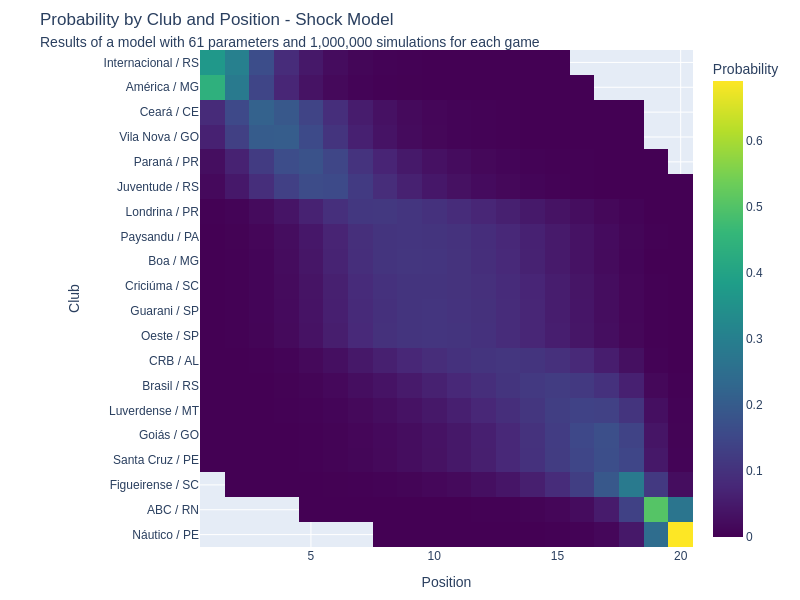 Probability by Club and Position - Shock Model
Results of a model with 61 parameters and 1,000,000 simulations for each game
Probability
Internacional / RS
América / MG
Ceará / CE
Vila Nova / GO
Paraná / PR
Juventude / RS
Londrina / PR
Paysandu / PA
Boa / MG
Criciúma / SC
Guarani / SP
Oeste / SP
CRB / AL
Brasil / RS
Luverdense / MT
Goiás / GO
Santa Cruz / PE
Figueirense / SC
ABC / RN
Náutico / PE
Club
5
10
15
20
Position
0.6
0.5
0.4
0.3
0.2
0.1
0